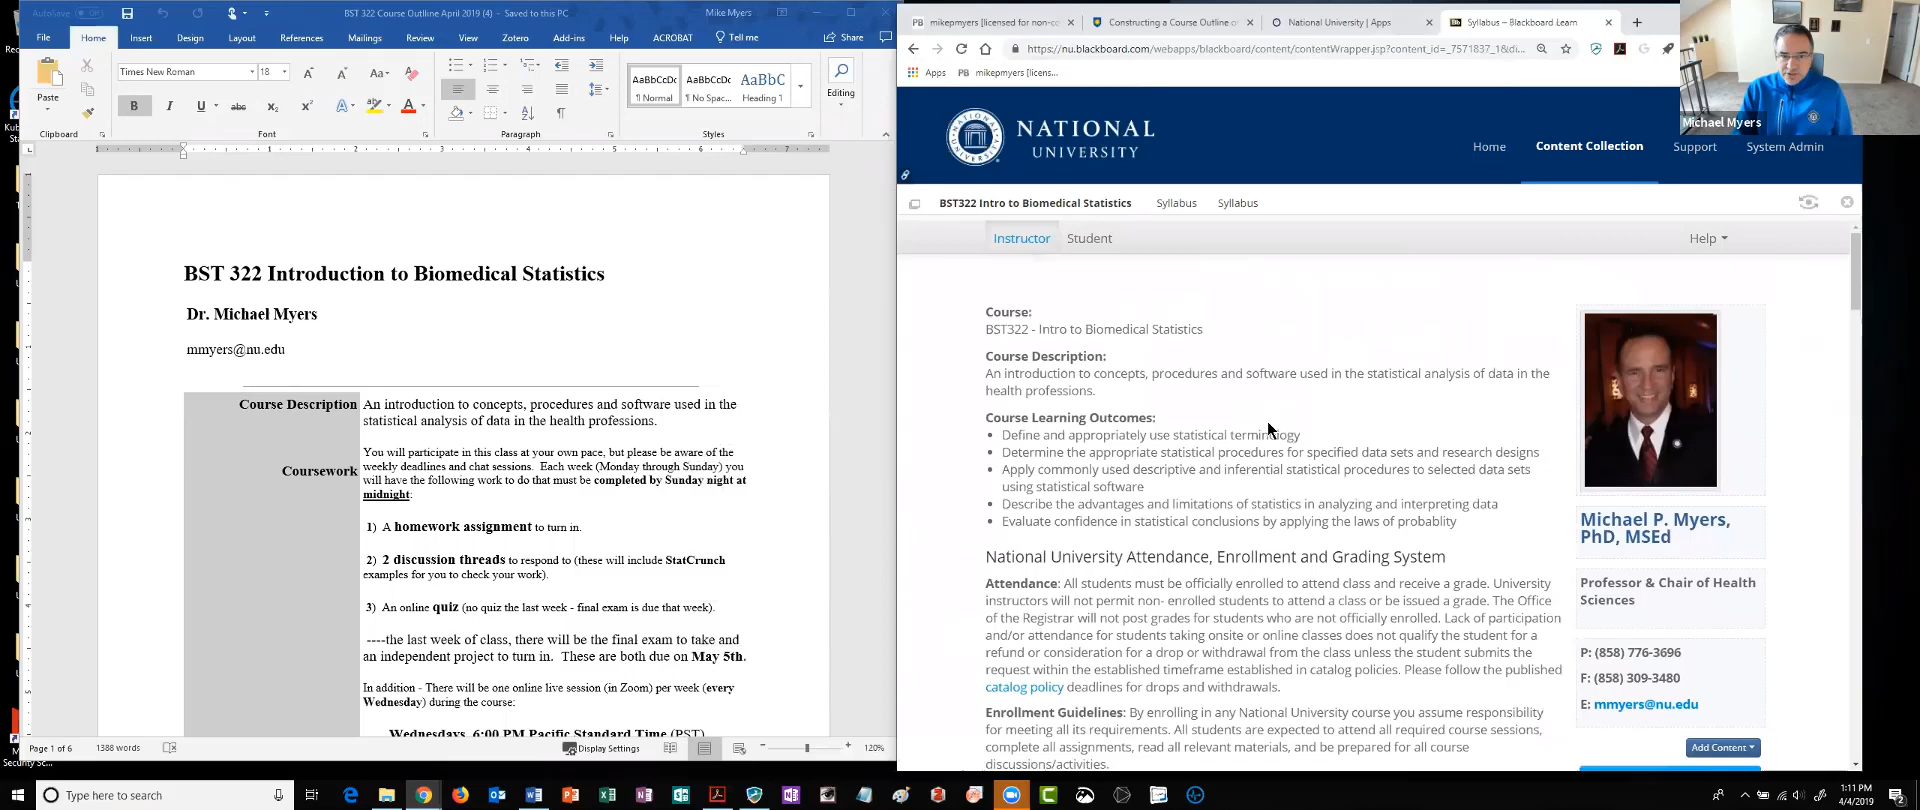 AutoSave Off
BST 322 Course Outlline April 2019 (4) - Saved to this PC
Mike Myers
File Home Insert Design Layout References Mailings Review View Zotero Add-ins Help ACROBAT Tell me Share
Times New Roman 18
Paste
Clipboard
Font
Paragraph
AaBbCcDc
¶ Normal
AaBbCcDc
¶ No Spac...
AaBbCc
Heading 1
Styles
Editing
BST 322 Introduction to Biomedical Statistics
Dr. Michael Myers
mmyers@nu.edu
Course Description
An introduction to concepts, procedures and software used in the
statistical analysis of data in the health professions.
Coursework
You will participate in this class at your own pace, but please be aware of the
weekly deadlines and chat sessions. Each week (Monday through Sunday) you
will have the following work to do that must be completed by Sunday night at
midnight:
1) A homework assignment to turn in.
2) 2 discussion threads to respond to (these will include StatCrunch
examples for you to check your work).
3) An online quiz (no quiz the last week - final exam is due that week).
----the last week of class, there will be the final exam to take and
an independent project to turn in. These are both due on May 5th.
In addition - There will be one online live session (in Zoom) per week (every
Wednesday) during the course:
Wednesdays, 6:00 PM Pacific Standard Time (PST)
Page 1 of 6 1388 words
Display Settings
120%
mikepmyers [licensed for non-co
Constructing a Course Outline o
National University | Apps
Syllabus – Blackboard Learn
https://nu.blackboard.com/webapps/blackboard/content/contentWrapper.jsp?content_id=_7571837_1&di...
Apps
mikepmyers [licens...
Michael Myers
NATIONAL
UNIVERSITY
Home Content Collection Support System Admin
BST322 Intro to Biomedical Statistics Syllabus Syllabus
Instructor Student Help
Course:
BST322 - Intro to Biomedical Statistics
Course Description:
An introduction to concepts, procedures and software used in the statistical analysis of data in the
health professions.
Course Learning Outcomes:
• Define and appropriately use statistical terminology
• Determine the appropriate statistical procedures for specified data sets and research designs
• Apply commonly used descriptive and inferential statistical procedures to selected data sets
using statistical software
• Describe the advantages and limitations of statistics in analyzing and interpreting data
• Evaluate confidence in statistical conclusions by applying the laws of probablity
National University Attendance, Enrollment and Grading System
Attendance: All students must be officially enrolled to attend class and receive a grade. University
instructors will not permit non- enrolled students to attend a class or be issued a grade. The Office
of the Registrar will not post grades for students who are not officially enrolled. Lack of participation
and/or attendance for students taking onsite or online classes does not qualify the student for a
refund or consideration for a drop or withdrawal from the class unless the student submits the
request within the established timeframe established in catalog policies. Please follow the published
catalog policy deadlines for drops and withdrawals.
Enrollment Guidelines: By enrolling in any National University course you assume responsibility
for meeting all its requirements. All students are expected to attend all required course sessions,
complete all assignments, read all relevant materials, and be prepared for all course
discussions/activities.
Michael P. Myers,
PhD, MSEd
Professor & Chair of Health
Sciences
P: (858) 776-3696
F: (858) 309-3480
E: mmyers@nu.edu
Add Content
Security Sc...
Type here to search
1:11 PM
4/4/2019